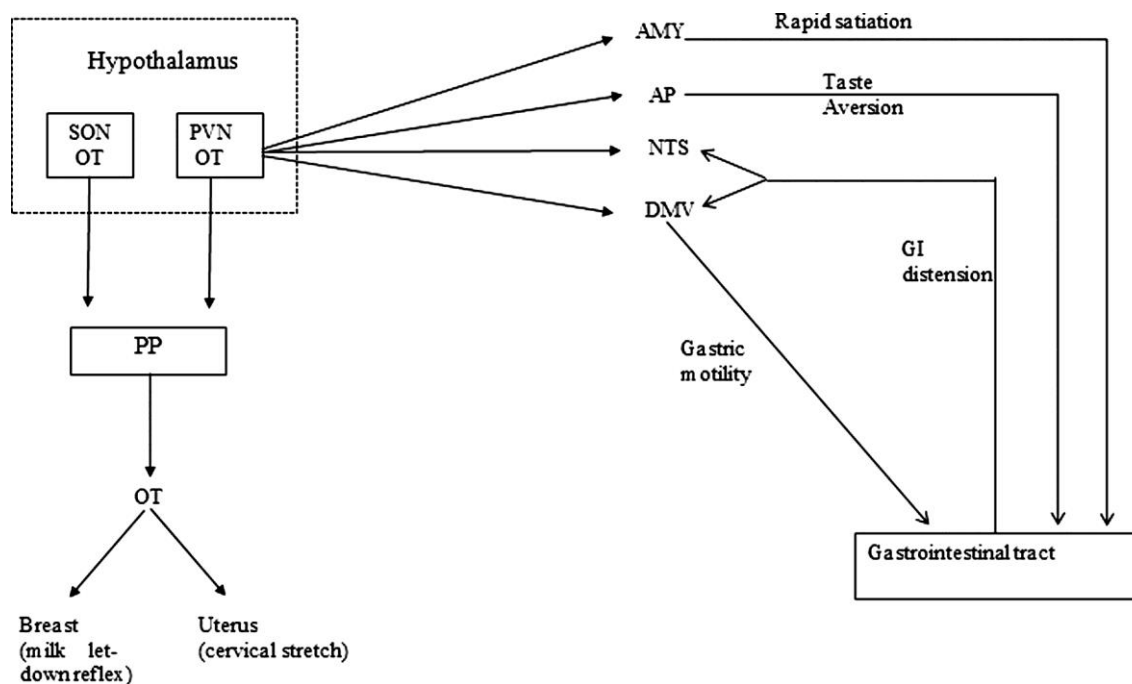 Hypothalamus
SON
OT
PVN
OT
PP
OT
Breast
(milk let-
down reflex)
Uterus
(cervical stretch)
AMY
Rapid satiation
AP
Taste
Aversion
NTS
DMV
GI
distension
Gastric
motility
Gastrointestinal tract